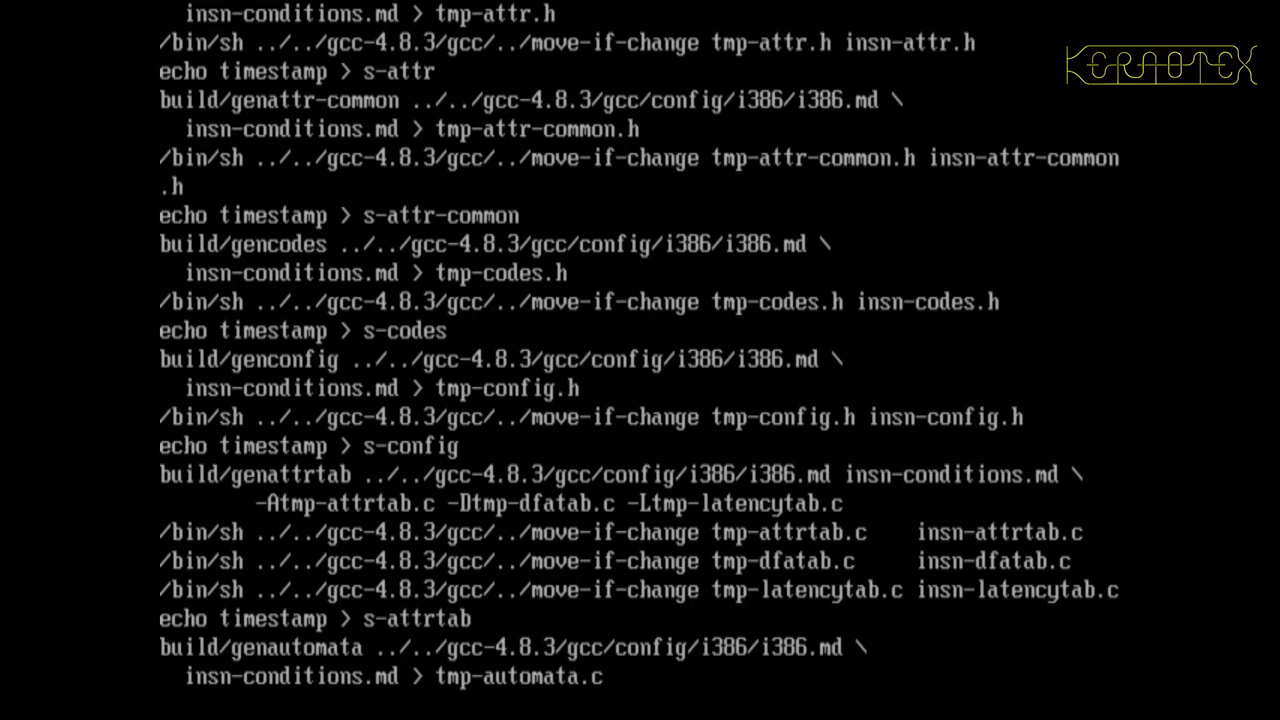 insn-conditions.md > tmp-attr.h
KERAOTEX
/bin/sh ../../gcc-4.8.3/gcc/../move-if-change tmp-attr.h insn-attr.h
echo timestamp > s-attr
build/genattr-common ../../gcc-4.8.3/gcc/config/i386/i386.md \
insn-conditions.md > tmp-attr-common.h
/bin/sh ../../gcc-4.8.3/gcc/../move-if-change tmp-attr-common.h insn-attr-common
.h
echo timestamp > s-attr-common
build/gencodes ../../gcc-4.8.3/gcc/config/i386/i386.md \
insn-conditions.md > tmp-codes.h
/bin/sh ../../gcc-4.8.3/gcc/../move-if-change tmp-codes.h insn-codes.h
echo timestamp > s-codes
build/genconfig ../../gcc-4.8.3/gcc/config/i386/i386.md \
insn-conditions.md > tmp-config.h
/bin/sh ../../gcc-4.8.3/gcc/../move-if-change tmp-config.h insn-config.h
echo timestamp > s-config
build/genattrtab ../../gcc-4.8.3/gcc/config/i386/i386.md insn-conditions.md \
-Atmp-attrtab.c -Dtmp-dfatab.c -Ltmp-latencytab.c
/bin/sh ../../gcc-4.8.3/gcc/../move-if-change tmp-attrtab.c    insn-attrtab.c
/bin/sh ../../gcc-4.8.3/gcc/../move-if-change tmp-dfatab.c     insn-dfatab.c
/bin/sh ../../gcc-4.8.3/gcc/../move-if-change tmp-latencytab.c insn-latencytab.c
echo timestamp > s-attrtab
build/genautomata ../../gcc-4.8.3/gcc/config/i386/i386.md \
insn-conditions.md > tmp-automata.c